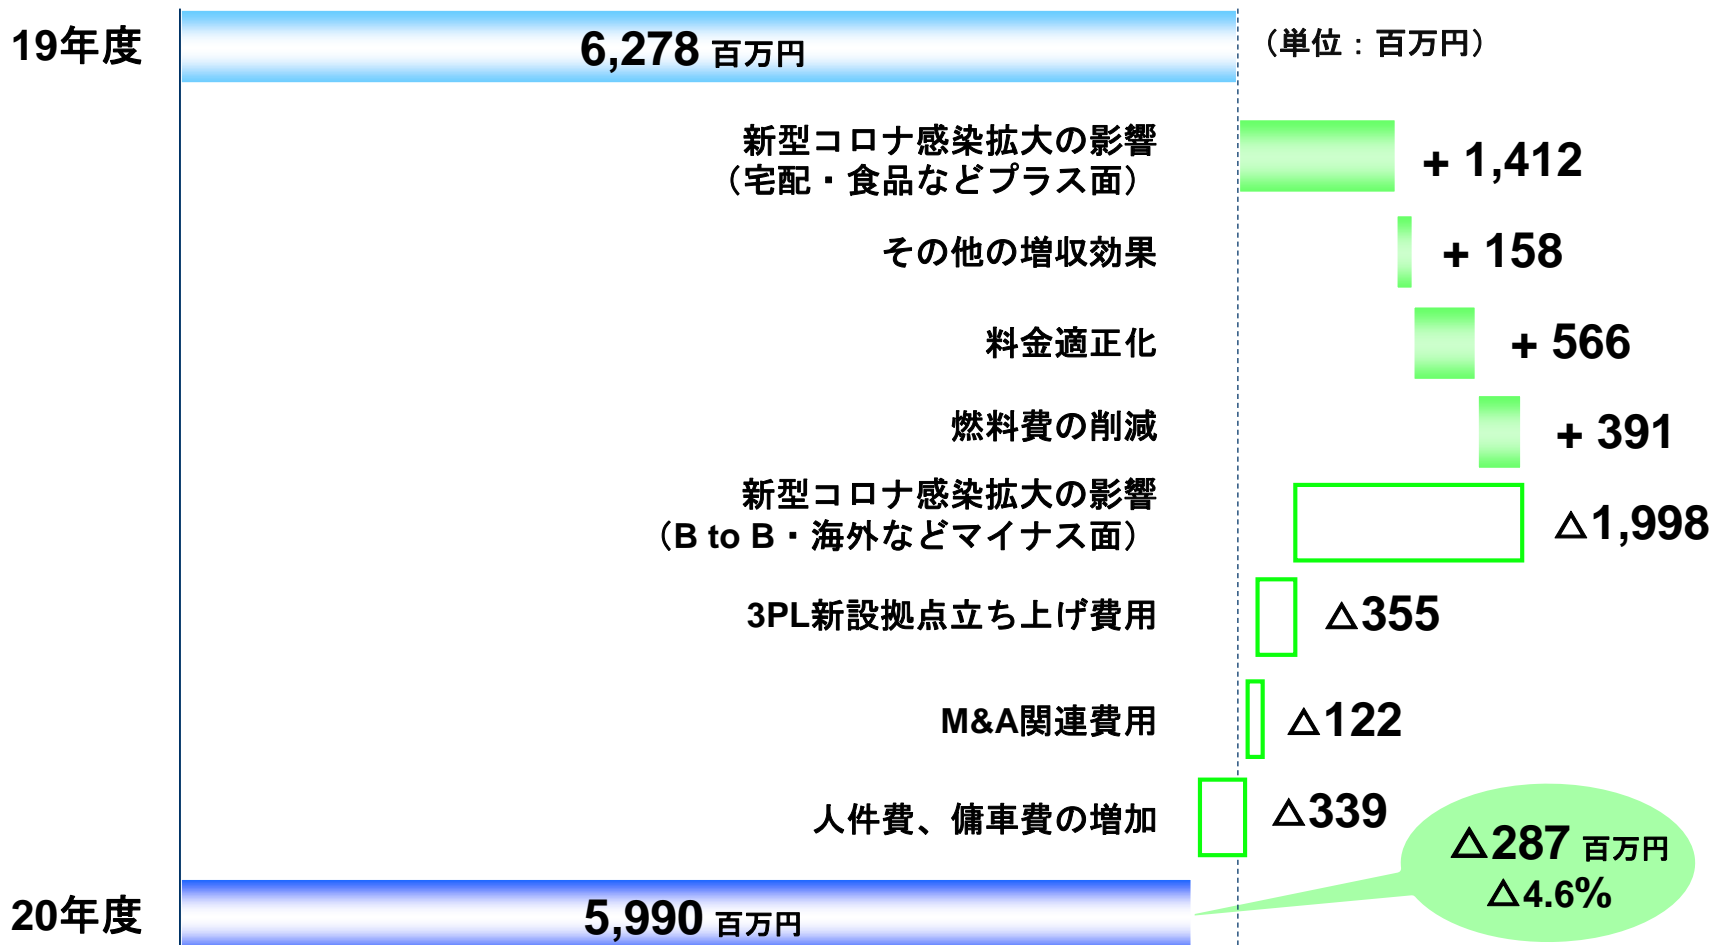 19年度
6,278 百万円
（単位：百万円）
新型コロナ感染拡大の影響
（宅配・食品などプラス面）
+ 1,412
その他の増収効果
+ 158
料金適正化
+ 566
燃料費の削減
+ 391
新型コロナ感染拡大の影響
（B to B・海外などマイナス面）
△1,998
3PL新設拠点立ち上げ費用
△355
M&A関連費用
△122
人件費、傭車費の増加
△339
△287 百万円
△4.6%
20年度
5,990 百万円